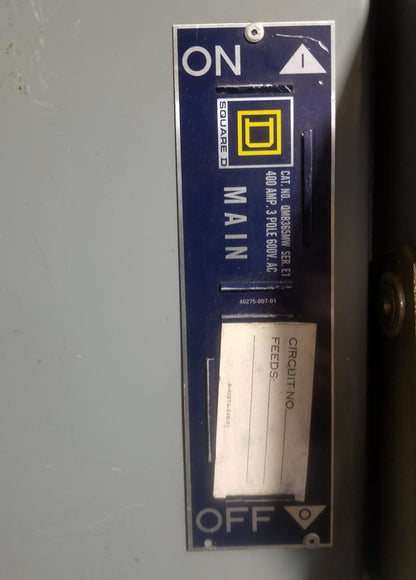 ON
I
SQUARE D
CAT. NO. QMB365MW SER. E1
400 AMP. 3 POLE 600V. AC
MAIN
40275-007-01
CIRCUIT NO.
FEEDS:
OFF
O